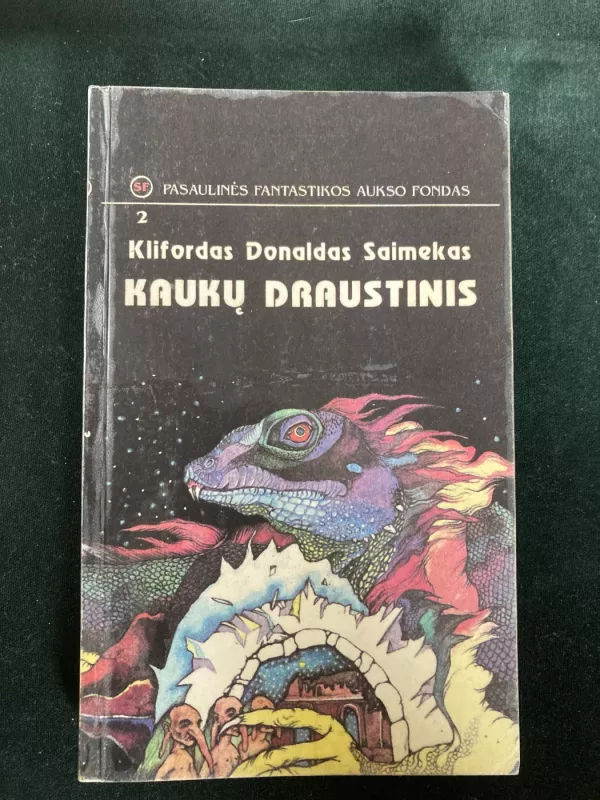 SF PASAULINĖS FANTASTIKOS AUKSO FONDAS
2
Klifordas Donaldas Saimekas
KAUKŲ DRAUSTINIS